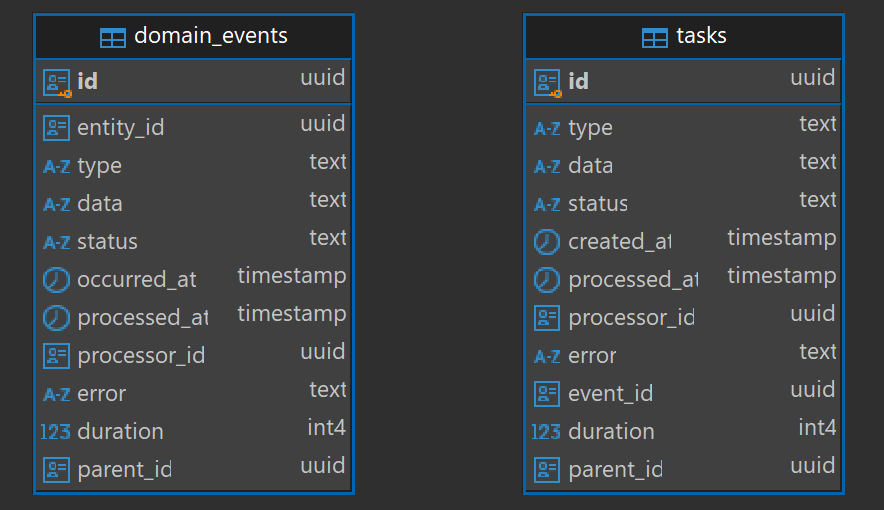 domain_events
id uuid
entity_id uuid
A-Z type text
A-Z data text
A-Z status text
occurred_at timestamp
processed_at timestamp
processor_id uuid
A-Z error text
123 duration int4
parent_id uuid
tasks
id uuid
A-Z type text
A-Z data text
A-Z status text
created_at timestamp
processed_at timestamp
processor_id uuid
A-Z error text
event_id uuid
123 duration int4
parent_id uuid